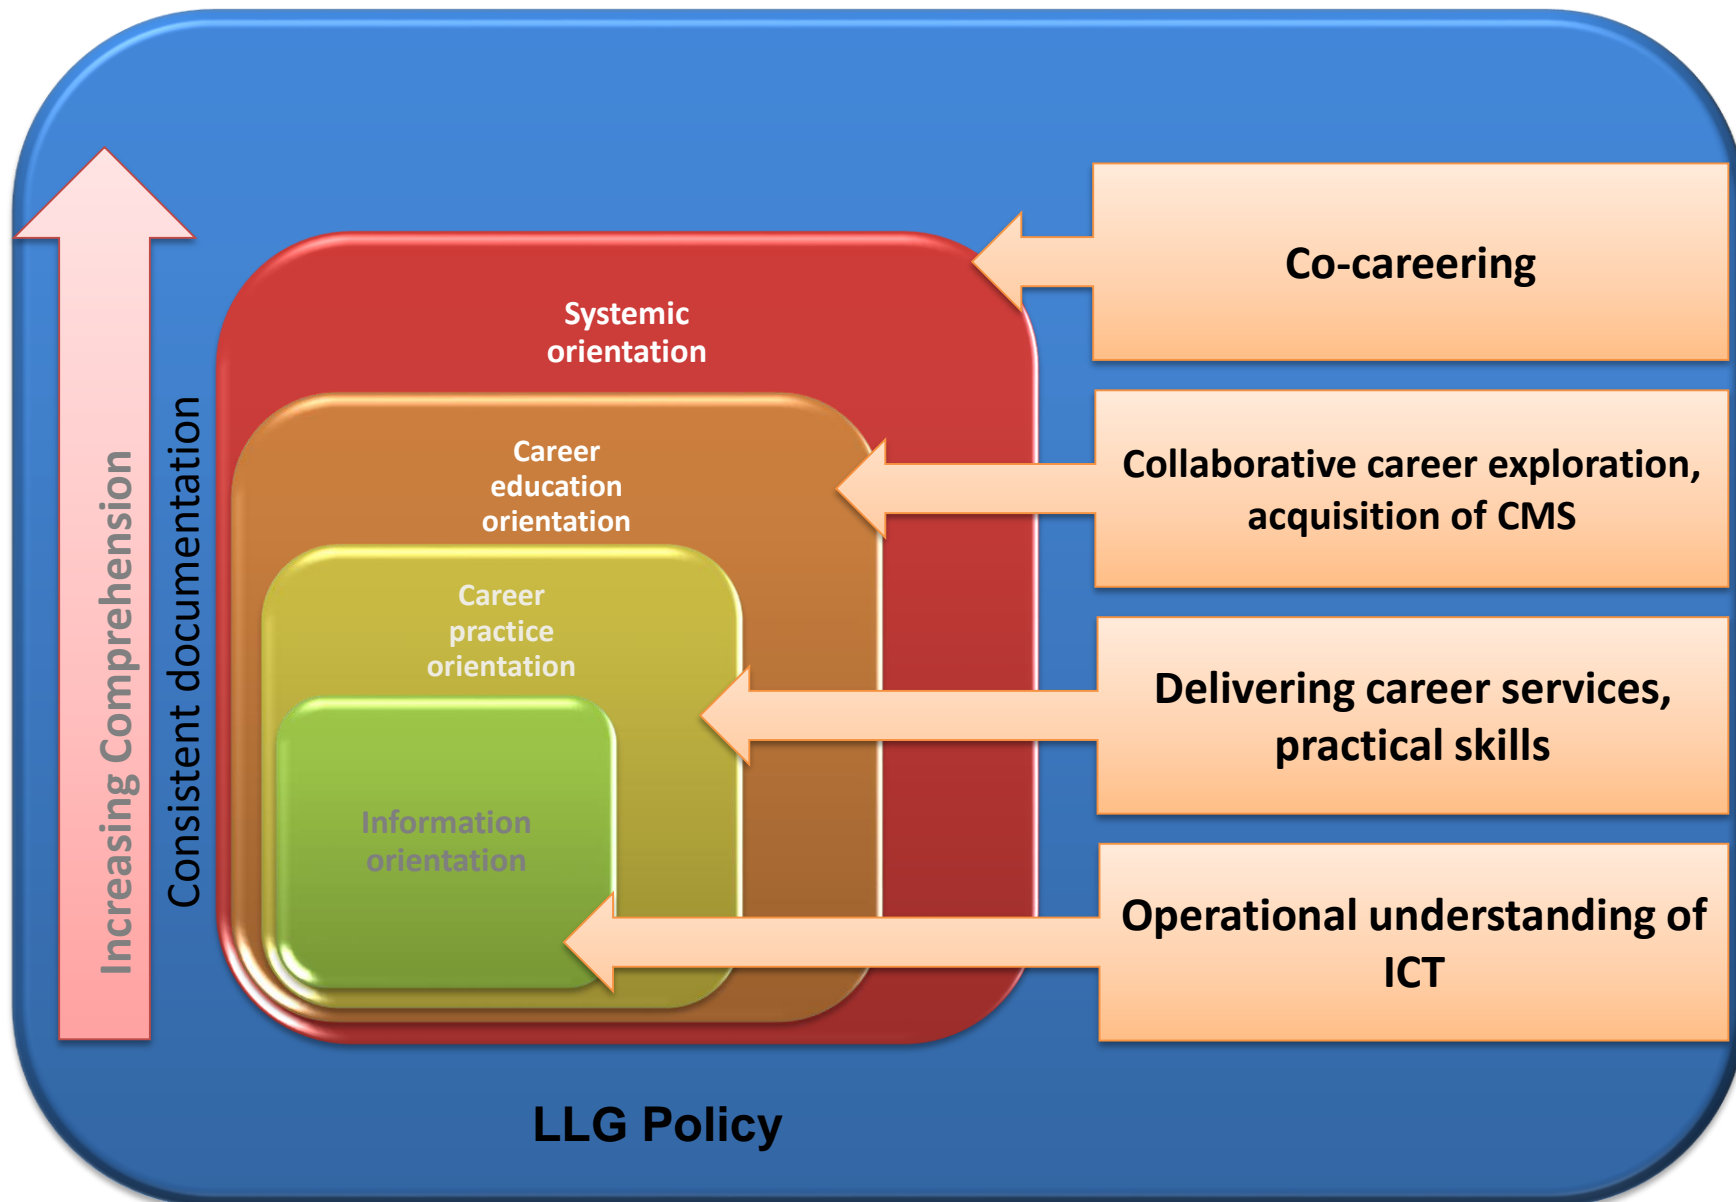 Increasing Comprehension
Consistent documentation
Systemic
orientation
Career
education
orientation
Career
practice
orientation
Information
orientation
Co-careering
Collaborative career exploration,
acquisition of CMS
Delivering career services,
practical skills
Operational understanding of
ICT
LLG Policy